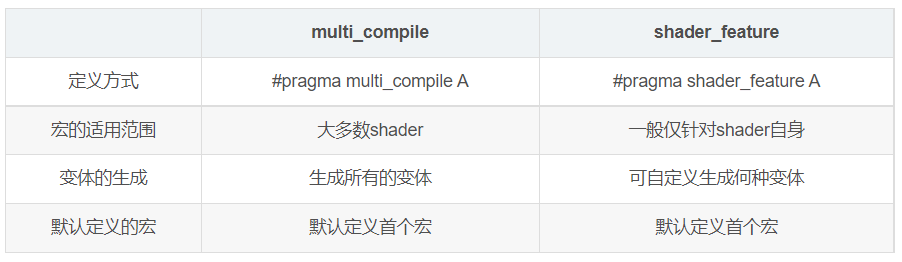 multi_compile shader_feature
定义方式 #pragma multi_compile A #pragma shader_feature A
宏的适用范围 大多数shader 一般仅针对shader自身
变体的生成 生成所有的变体 可自定义生成何种变体
默认定义的宏 默认定义首个宏 默认定义首个宏